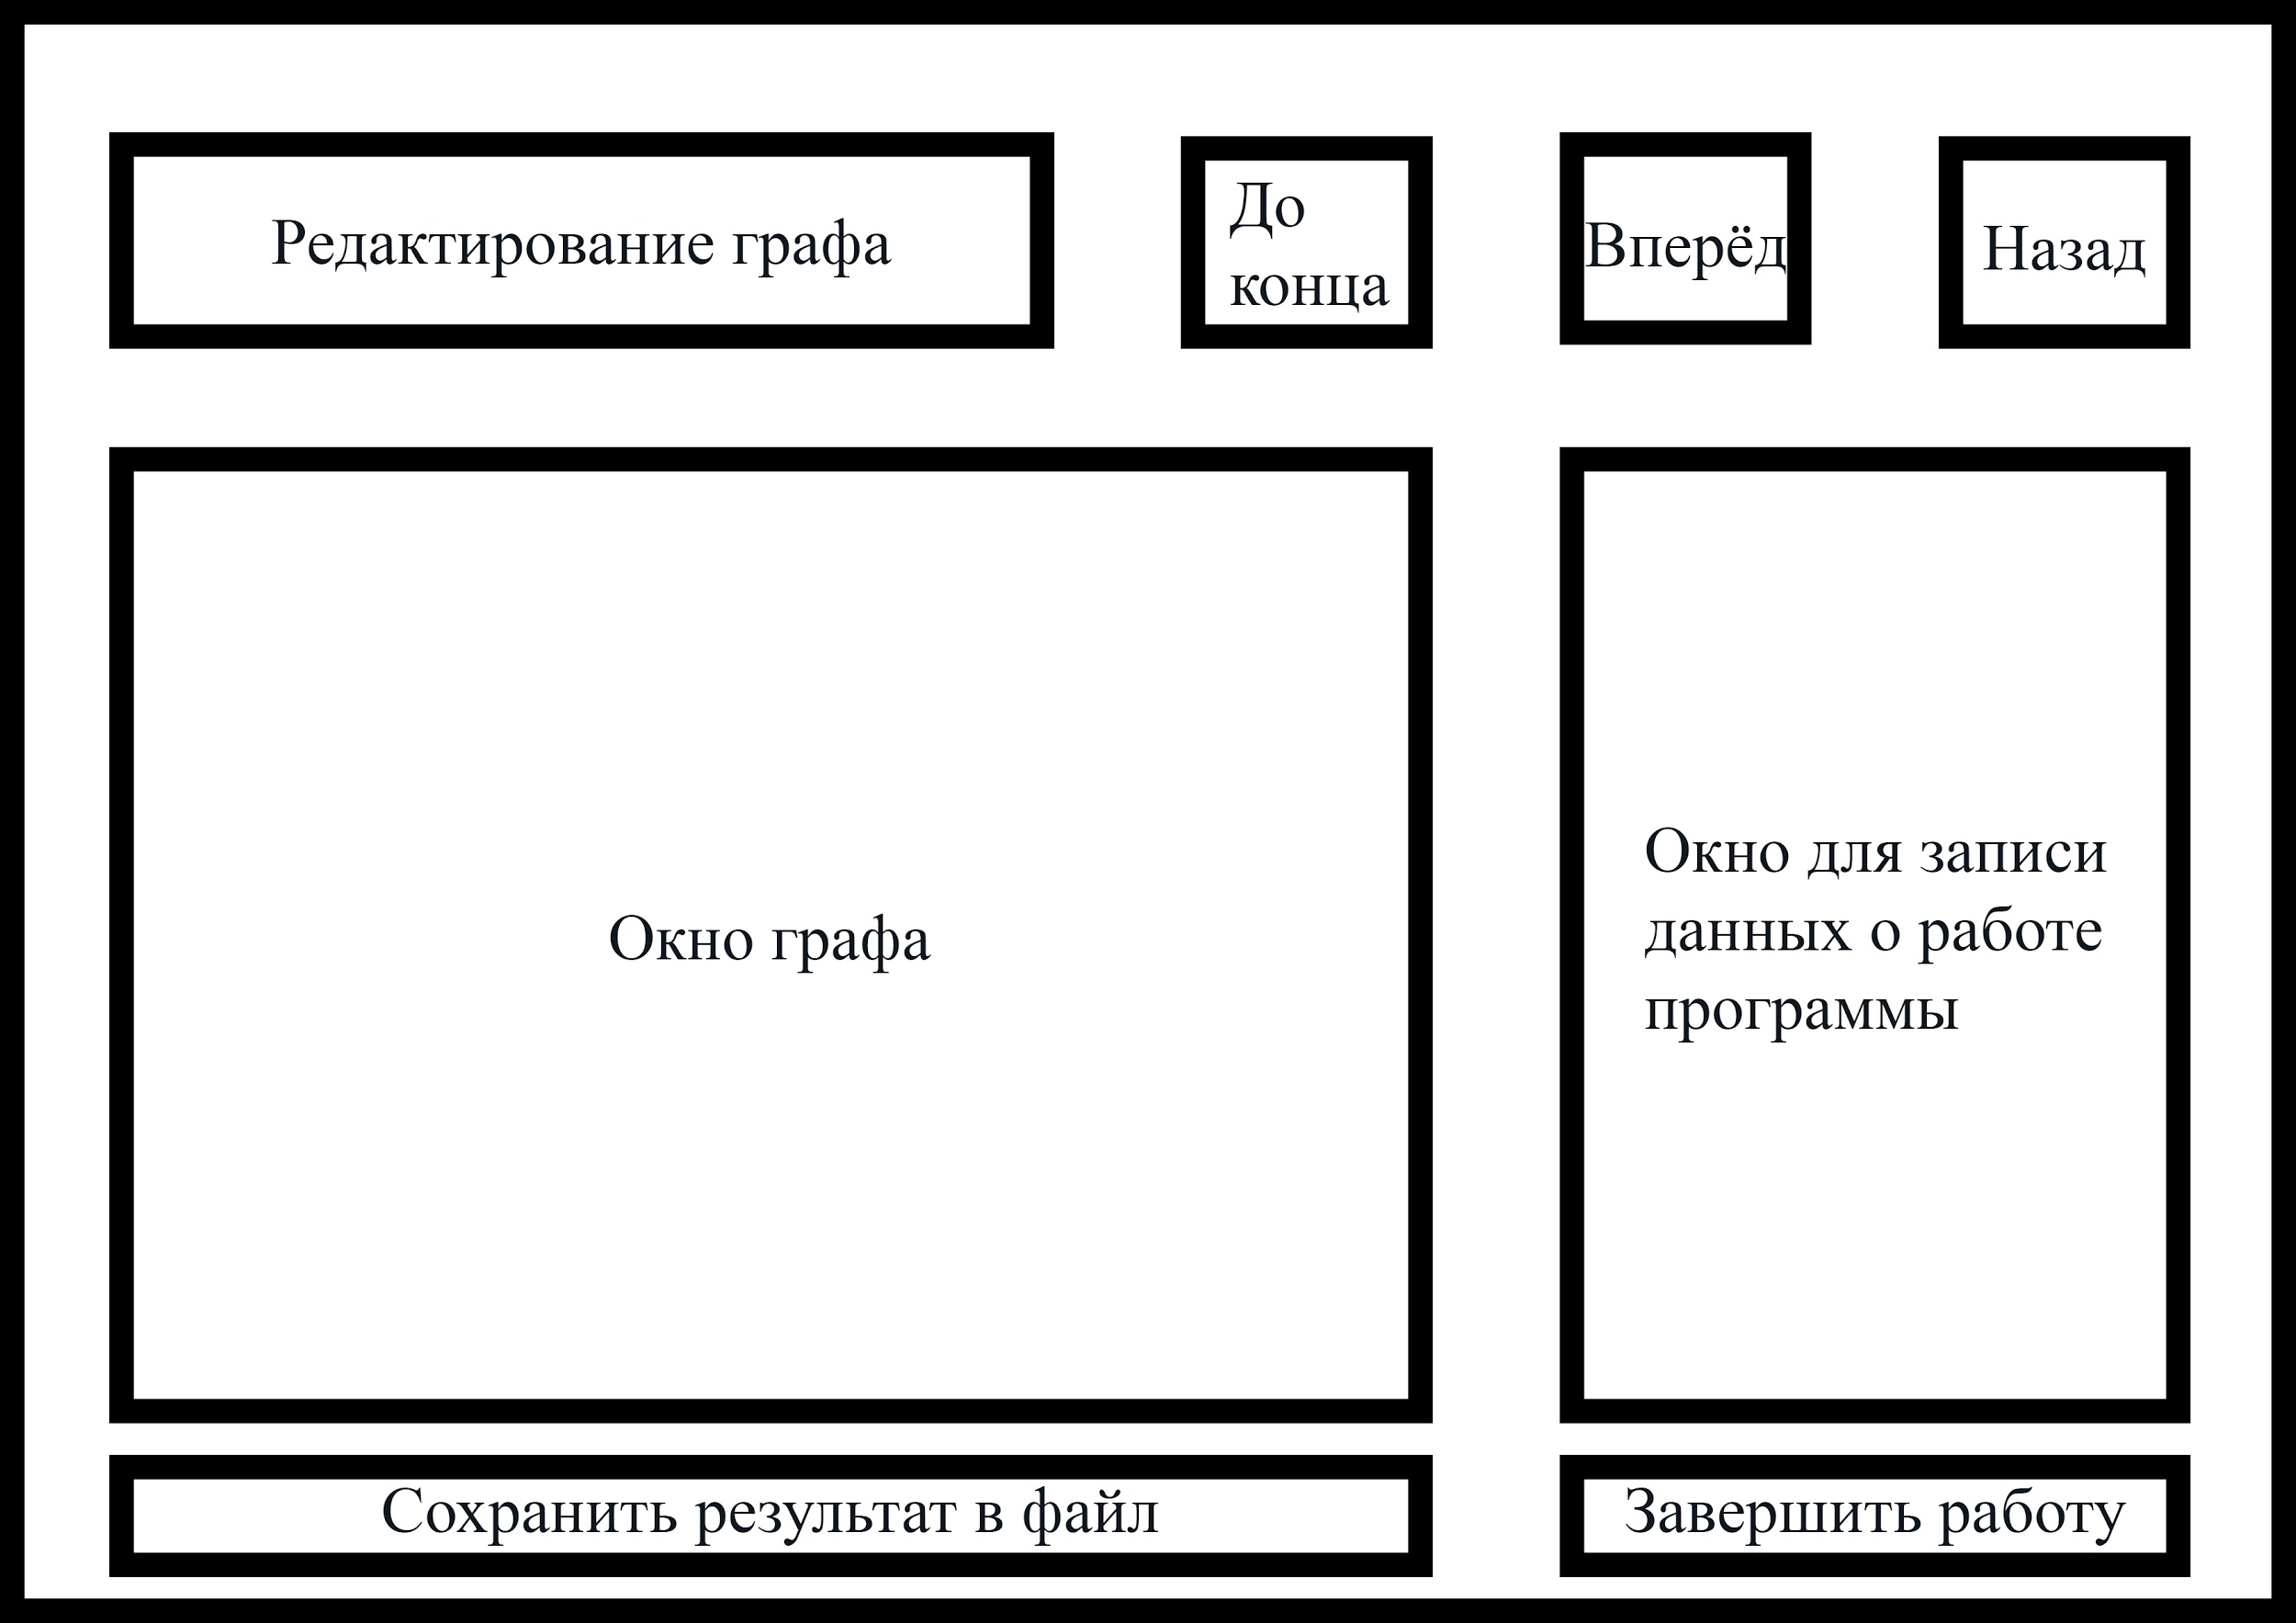 Редактирование графа
До
конца
Вперёд
Назад
Окно графа
Окно для записи
данных о работе
программы
Сохранить результат в файл
Завершить работу